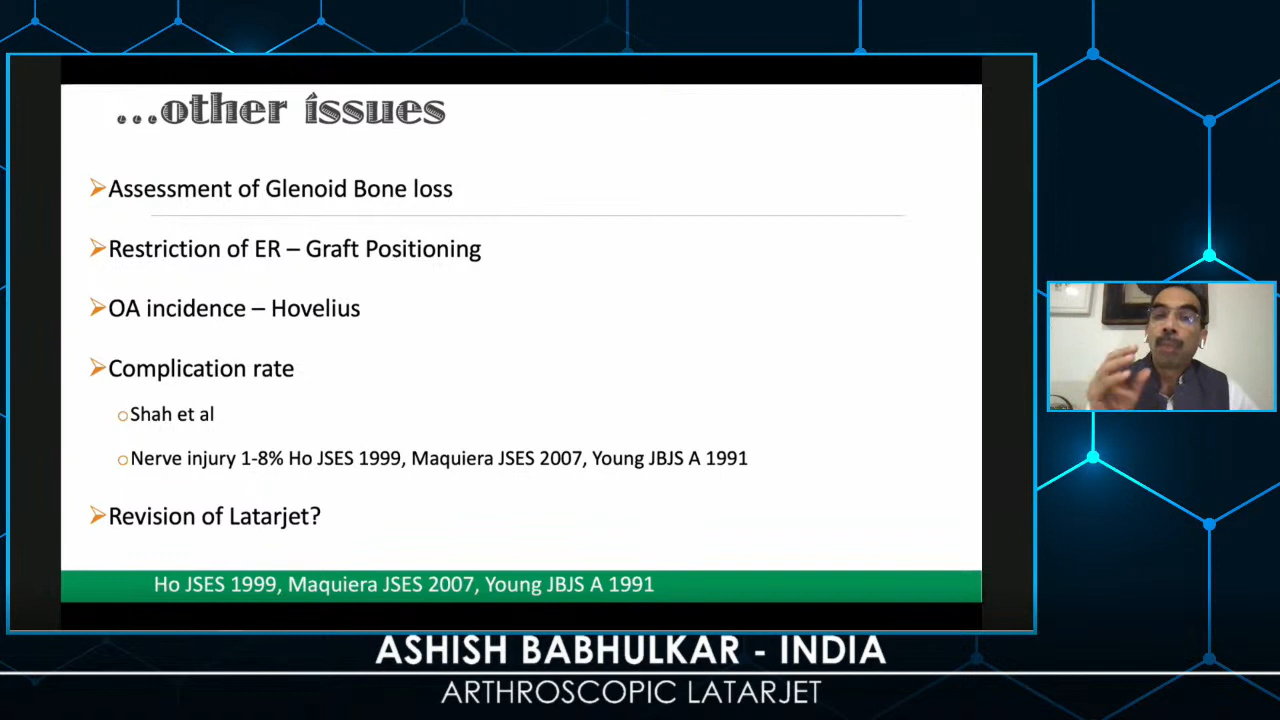 ...other issues
➢Assessment of Glenoid Bone loss
➢Restriction of ER – Graft Positioning
➢OA incidence – Hovelius
➢Complication rate
oShah et al
oNerve injury 1-8% Ho JSES 1999, Maquiera JSES 2007, Young JBJS A 1991
➢Revision of Latarjet?
Ho JSES 1999, Maquiera JSES 2007, Young JBJS A 1991
ASHISH BABHULKAR - INDIA
ARTHROSCOPIC LATARJET